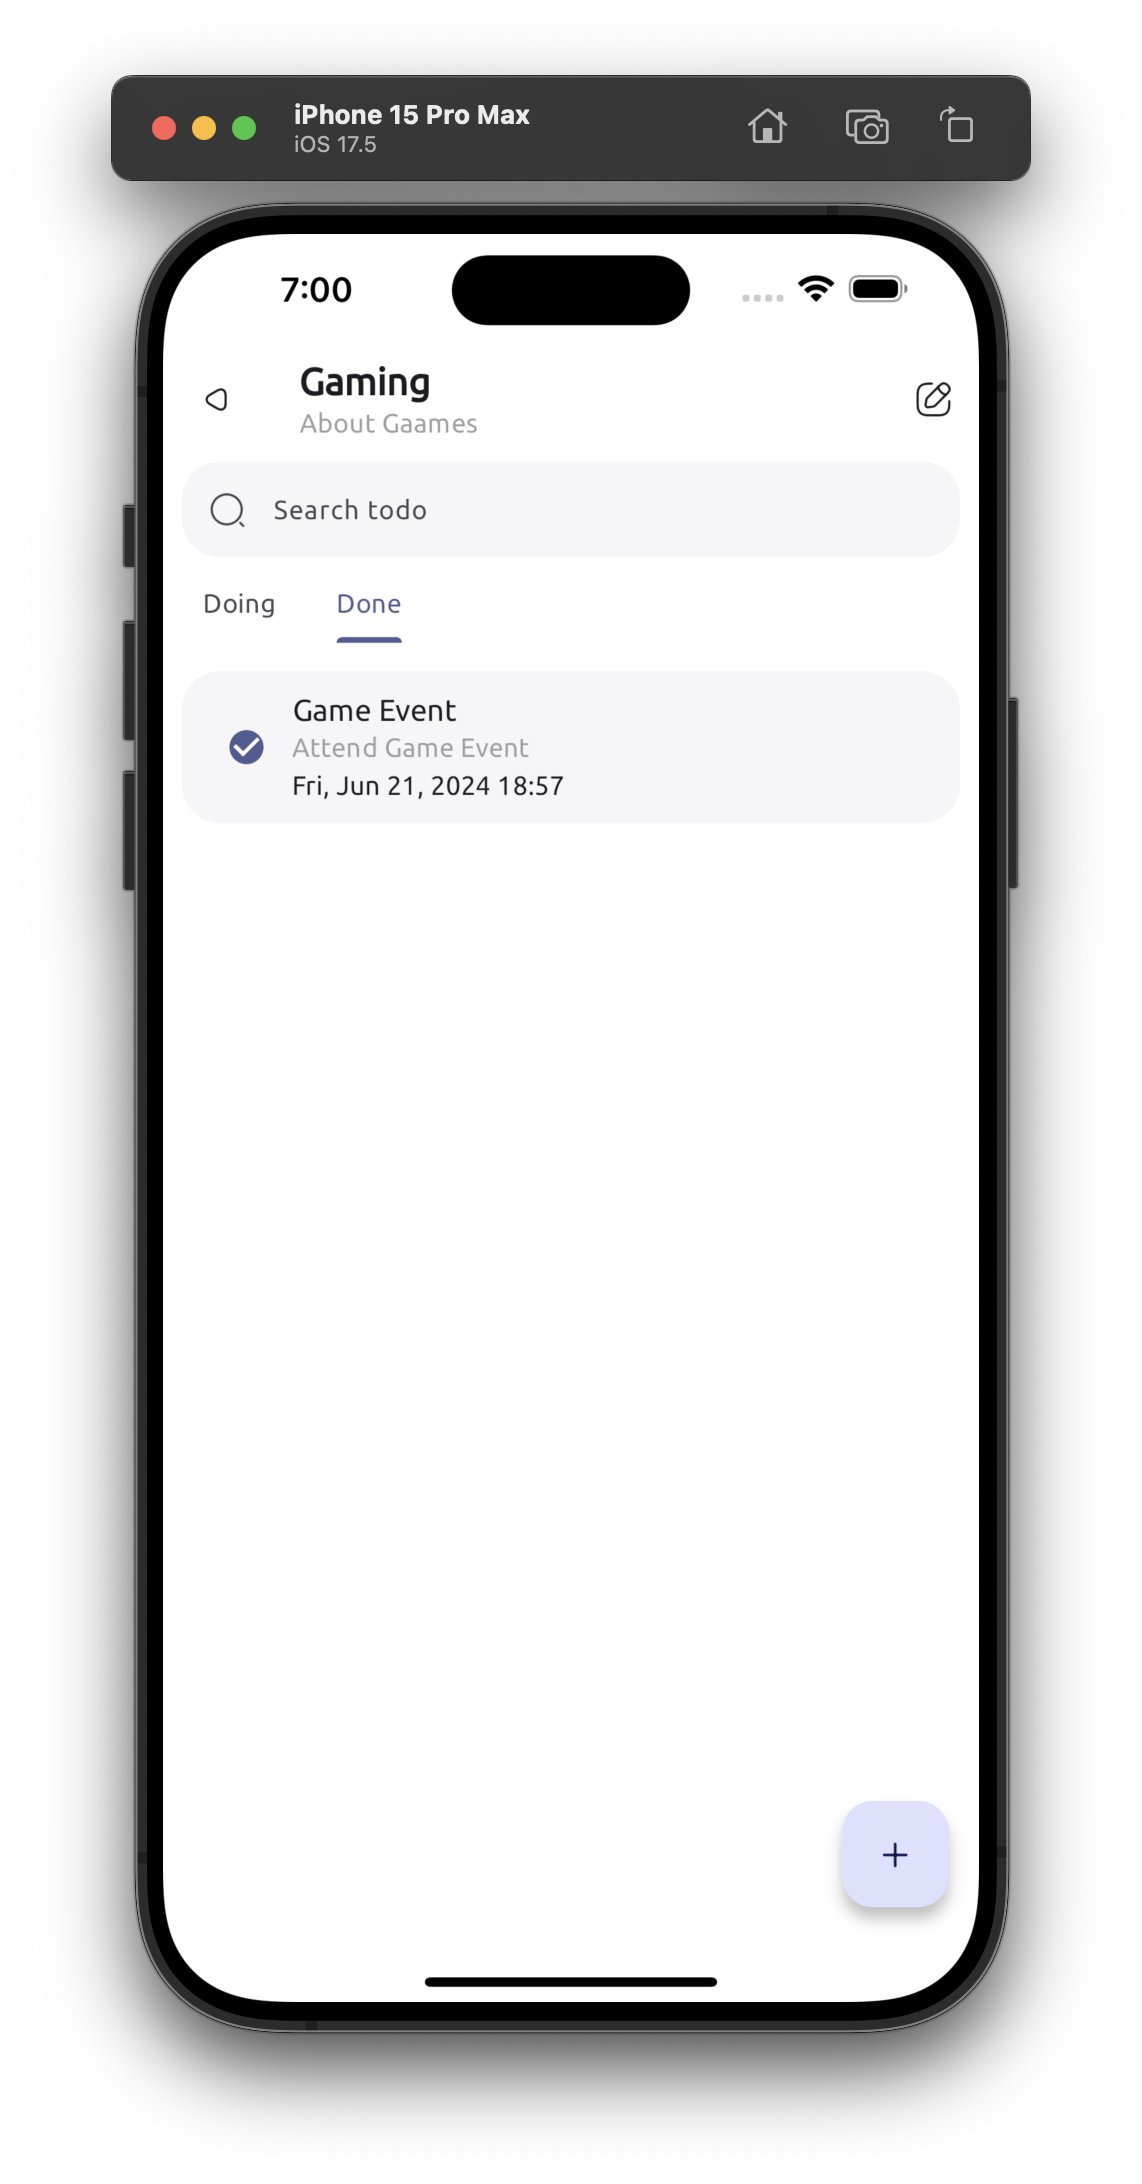 iPhone 15 Pro Max
iOS 17.5
7:00
Gaming
About Gaames
Search todo
Doing Done
Game Event
Attend Game Event
Fri, Jun 21, 2024 18:57